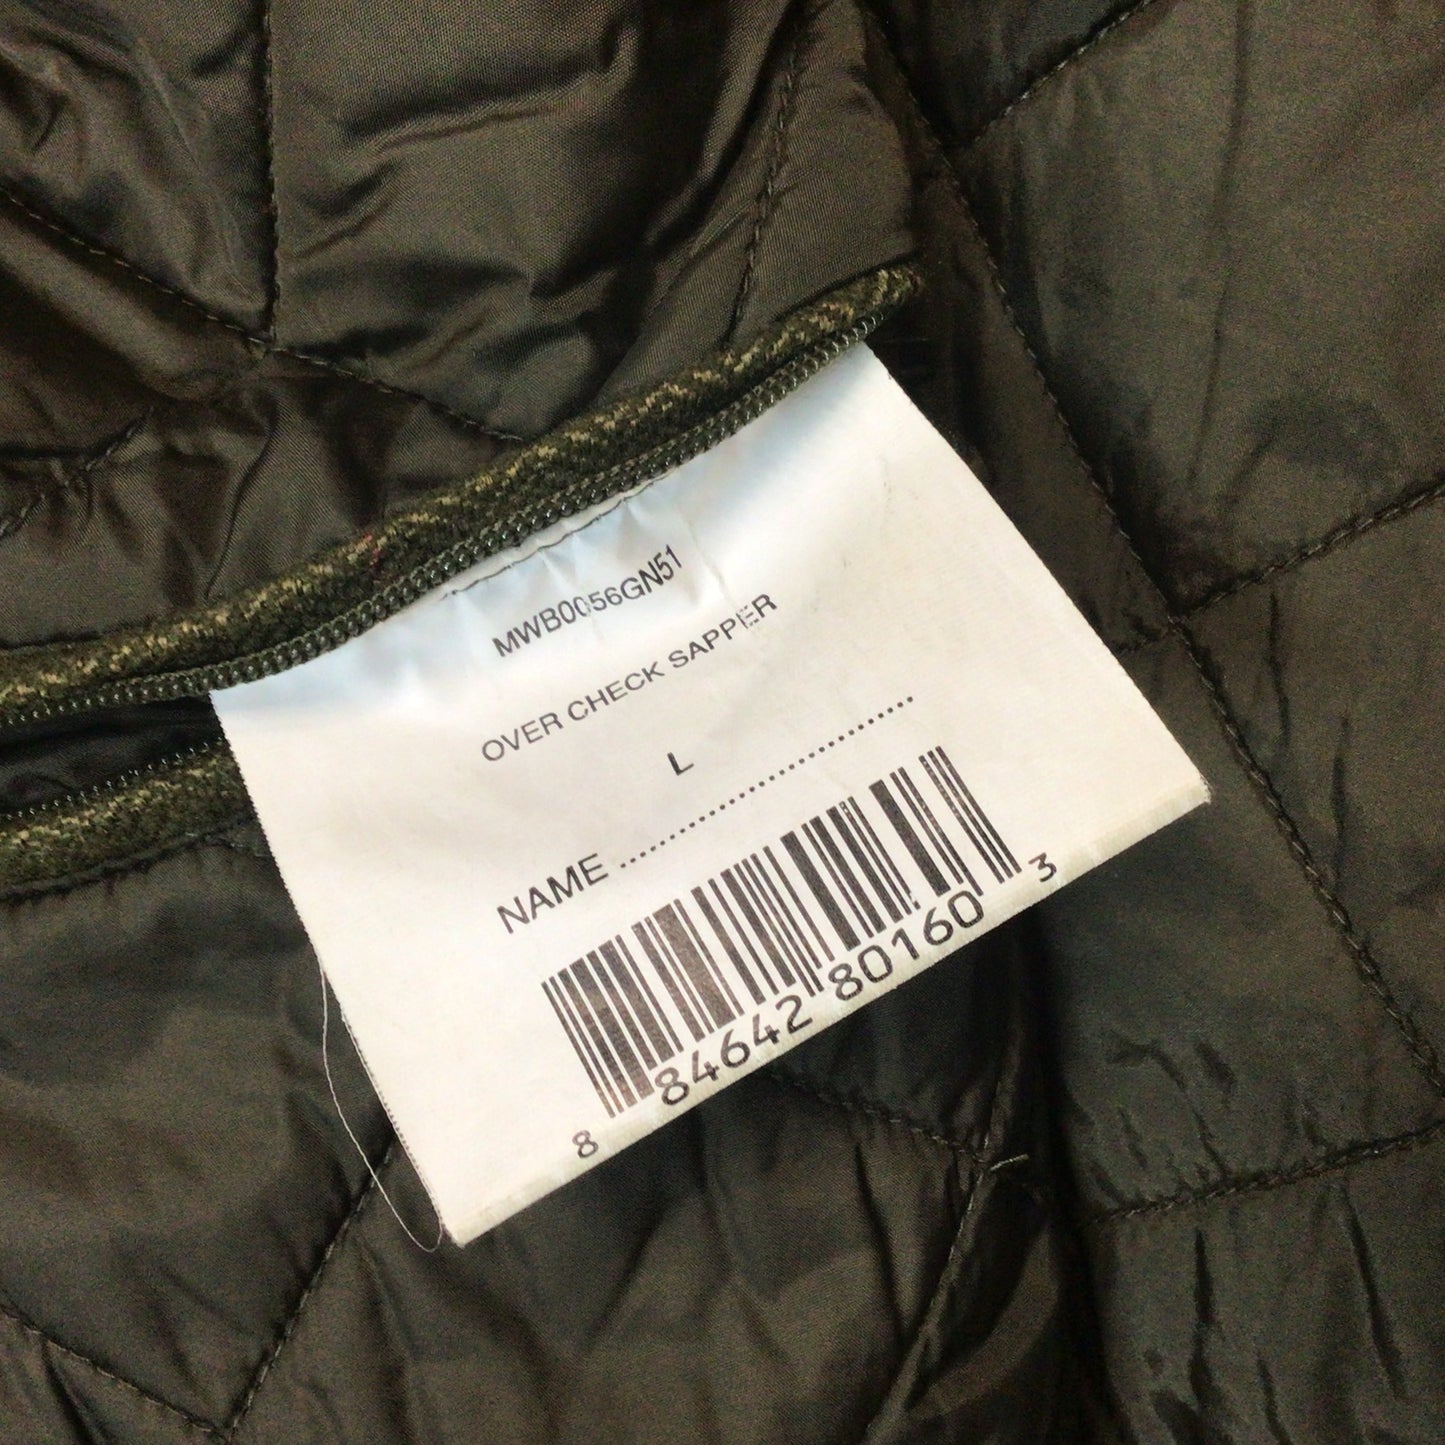 MWB0056GN51
OVER CHECK SAPPER
L
NAME ..............................
8 84642 80160 3